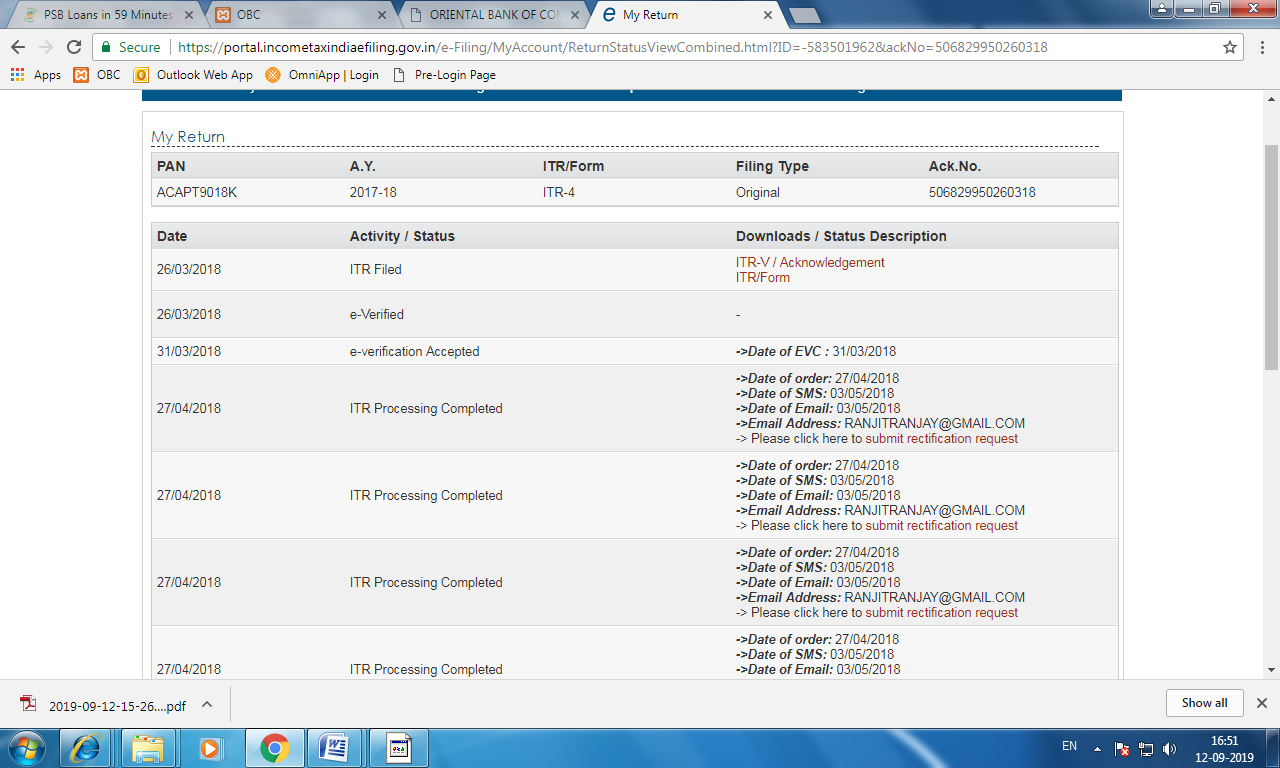 PSB Loans in 59 Minutes
OBC
ORIENTAL BANK OF CO
My Return
Secure
https://portal.incometaxindiaefiling.gov.in/e-Filing/MyAccount/ReturnStatusViewCombined.html?ID=-583501962&ackNo=506829950260318
Apps OBC Outlook Web App OmniApp | Login Pre-Login Page
My Return
PAN A.Y. ITR/Form Filing Type Ack.No.
ACAPT9018K 2017-18 ITR-4 Original 506829950260318
Date Activity / Status Downloads / Status Description
26/03/2018 ITR Filed ITR-V / Acknowledgement
ITR/Form
26/03/2018 e-Verified -
31/03/2018 e-verification Accepted ->Date of EVC : 31/03/2018
->Date of order: 27/04/2018
->Date of SMS: 03/05/2018
27/04/2018 ITR Processing Completed ->Date of Email: 03/05/2018
->Email Address: RANJITRANJAY@GMAIL.COM
-> Please click here to submit rectification request
->Date of order: 27/04/2018
->Date of SMS: 03/05/2018
27/04/2018 ITR Processing Completed ->Date of Email: 03/05/2018
->Email Address: RANJITRANJAY@GMAIL.COM
-> Please click here to submit rectification request
->Date of order: 27/04/2018
->Date of SMS: 03/05/2018
27/04/2018 ITR Processing Completed ->Date of Email: 03/05/2018
->Email Address: RANJITRANJAY@GMAIL.COM
-> Please click here to submit rectification request
->Date of order: 27/04/2018
->Date of SMS: 03/05/2018
27/04/2018 ITR Processing Completed ->Date of Email: 03/05/2018
2019-09-12-15-26....pdf Show all
EN 16:51
12-09-2019